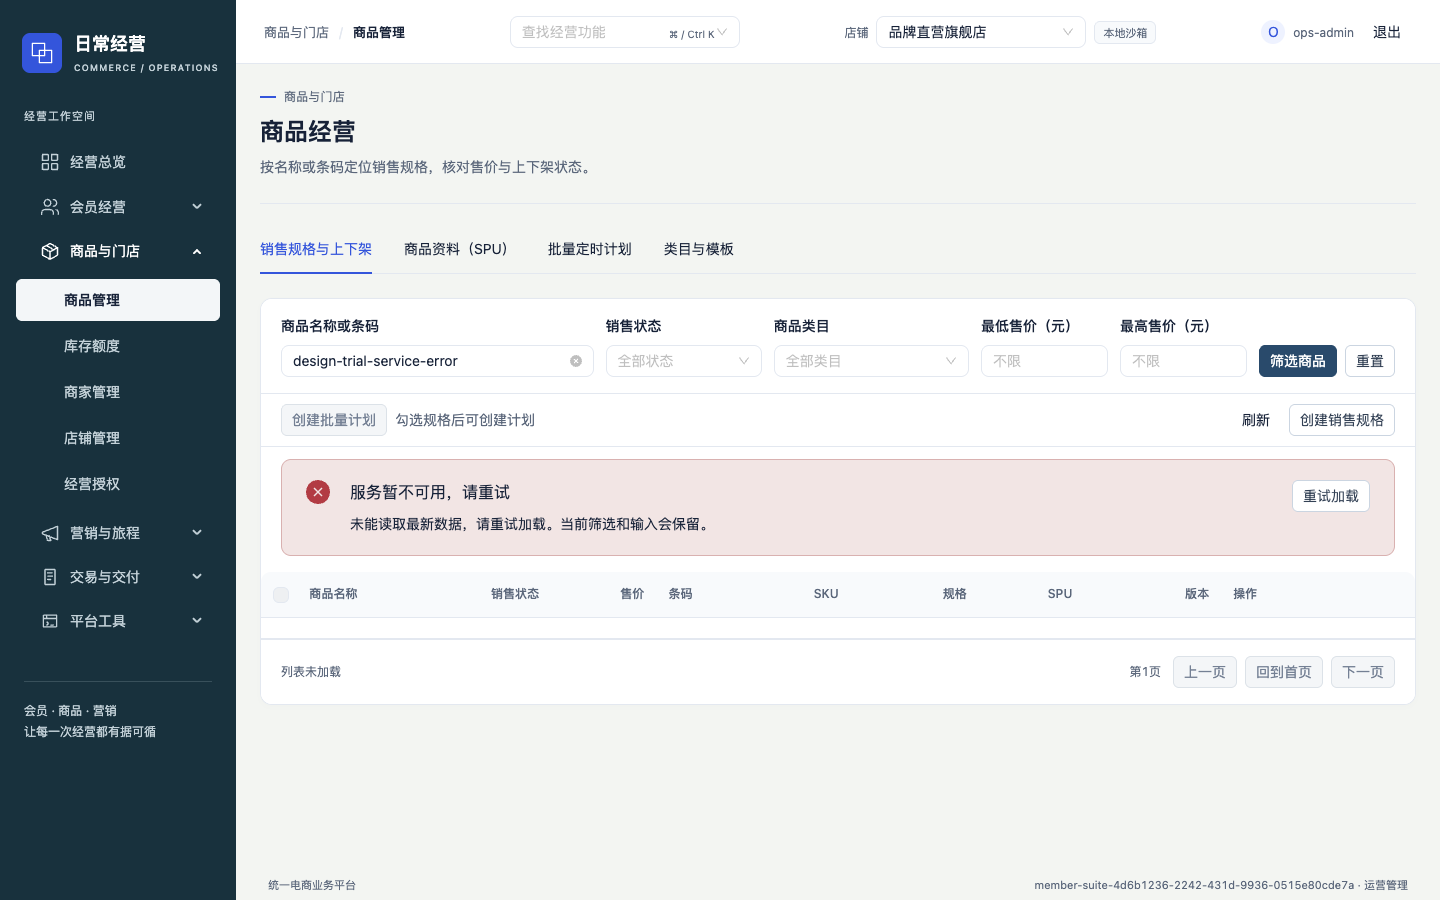 日常经营
COMMERCE / OPERATIONS
经营工作空间
经营总览
会员经营
商品与门店
商品管理
库存额度
商家管理
店铺管理
经营授权
营销与旅程
交易与交付
平台工具
会员 · 商品 · 营销
让每一次经营都有据可循
商品与门店 / 商品管理
查找经营功能 ⌘ / Ctrl K
店铺 品牌直营旗舰店 本地沙箱
O ops-admin 退出
商品与门店
商品经营
按名称或条码定位销售规格，核对售价与上下架状态。
销售规格与上下架 商品资料（SPU） 批量定时计划 类目与模板
商品名称或条码 销售状态 商品类目 最低售价（元） 最高售价（元）
design-trial-service-error 全部状态 全部类目 不限 不限 筛选商品 重置
创建批量计划 勾选规格后可创建计划 刷新 创建销售规格
服务暂不可用，请重试
未能读取最新数据，请重试加载。当前筛选和输入会保留。
重试加载
商品名称 销售状态 售价 条码 SKU 规格 SPU 版本 操作
列表未加载 第1页 上一页 回到首页 下一页
统一电商业务平台 member-suite-4d6b1236-2242-431d-9936-0515e80cde7a · 运营管理